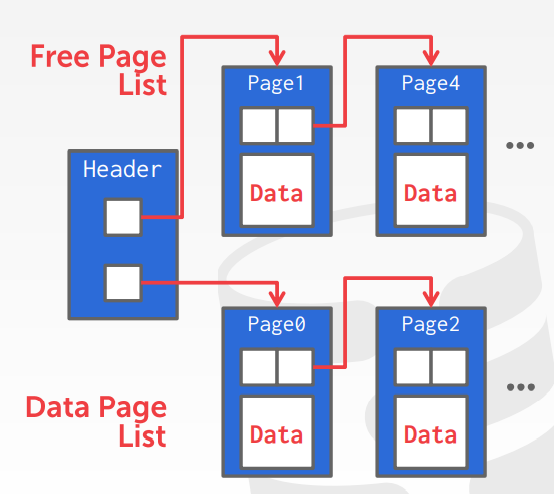 Free Page
List
Page1
Page4
Data
Data
...
Header
Page0
Page2
Data
Data
...
Data Page
List